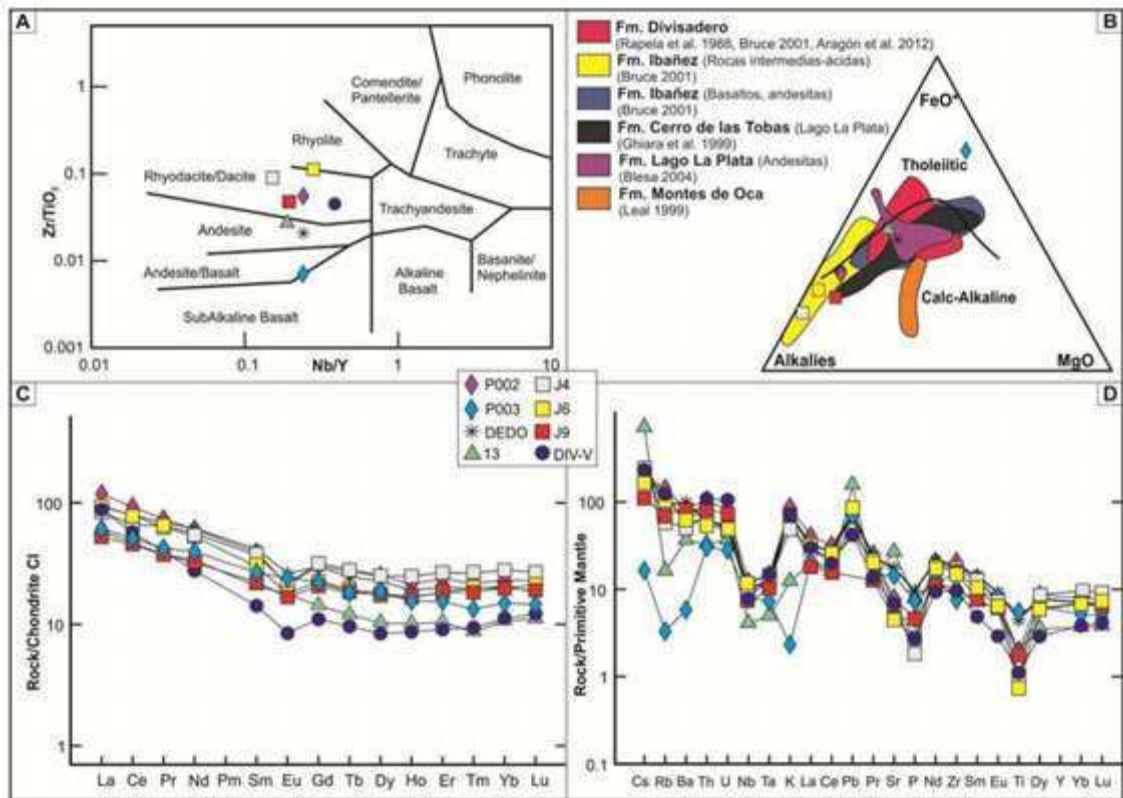 A
Zr/TiO₂
1
0.1
0.01
0.001
0.01
0.1
1
10
Nb/Y
Comendite/
Pantellerite
Phonolite
Rhyolite
Trachyte
Rhyodacite/Dacite
Trachyandesite
Andesite
Andesite/Basalt
Alkaline
Basalt
Basanite/
Nephelinite
SubAlkaline Basalt
B
Fm. Divisadero
(Rapela et al. 1988, Bruce 2001, Aragón et al. 2012)
Fm. Ibañez (Rocas intermedias-ácidas)
(Bruce 2001)
Fm. Ibañez (Basaltos, andesitas)
(Bruce 2001)
Fm. Cerro de las Tobas (Lago La Plata)
(Ghiara et al. 1999)
Fm. Lago La Plata (Andesitas)
(Blesa 2004)
Fm. Montes de Oca
(Leal 1999)
FeO*
Tholeiitic
Calc-Alkaline
Alkalies
MgO
C
P002
J4
P003
J6
DEDO
J9
13
DIV-V
Rock/Chondrite CI
100
10
1
La Ce Pr Nd Pm Sm Eu Gd Tb Dy Ho Er Tm Yb Lu
D
Rock/Primitive Mantle
100
10
1
0.1
Cs Rb Ba Th U Nb Ta K La Ce Pb Pr Sr P Nd Zr Sm Eu Ti Dy Y Yb Lu